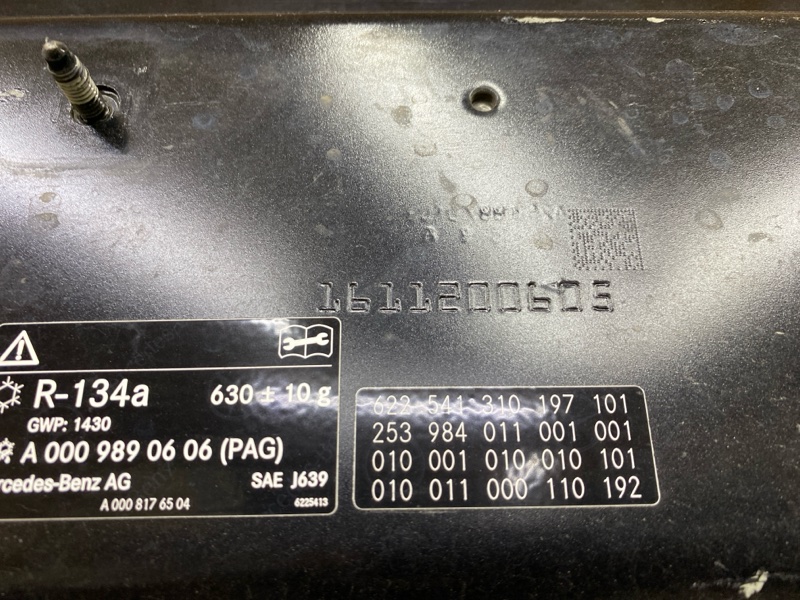 1611200603
R-134a 630 ± 10 g
GWP: 1430
A 000 989 06 06 (PAG)
rcedes-Benz AG SAE J639
A 000 817 65 04 6225413
622 541 310 197 101
253 984 011 001 001
010 001 010 010 101
010 011 000 110 192